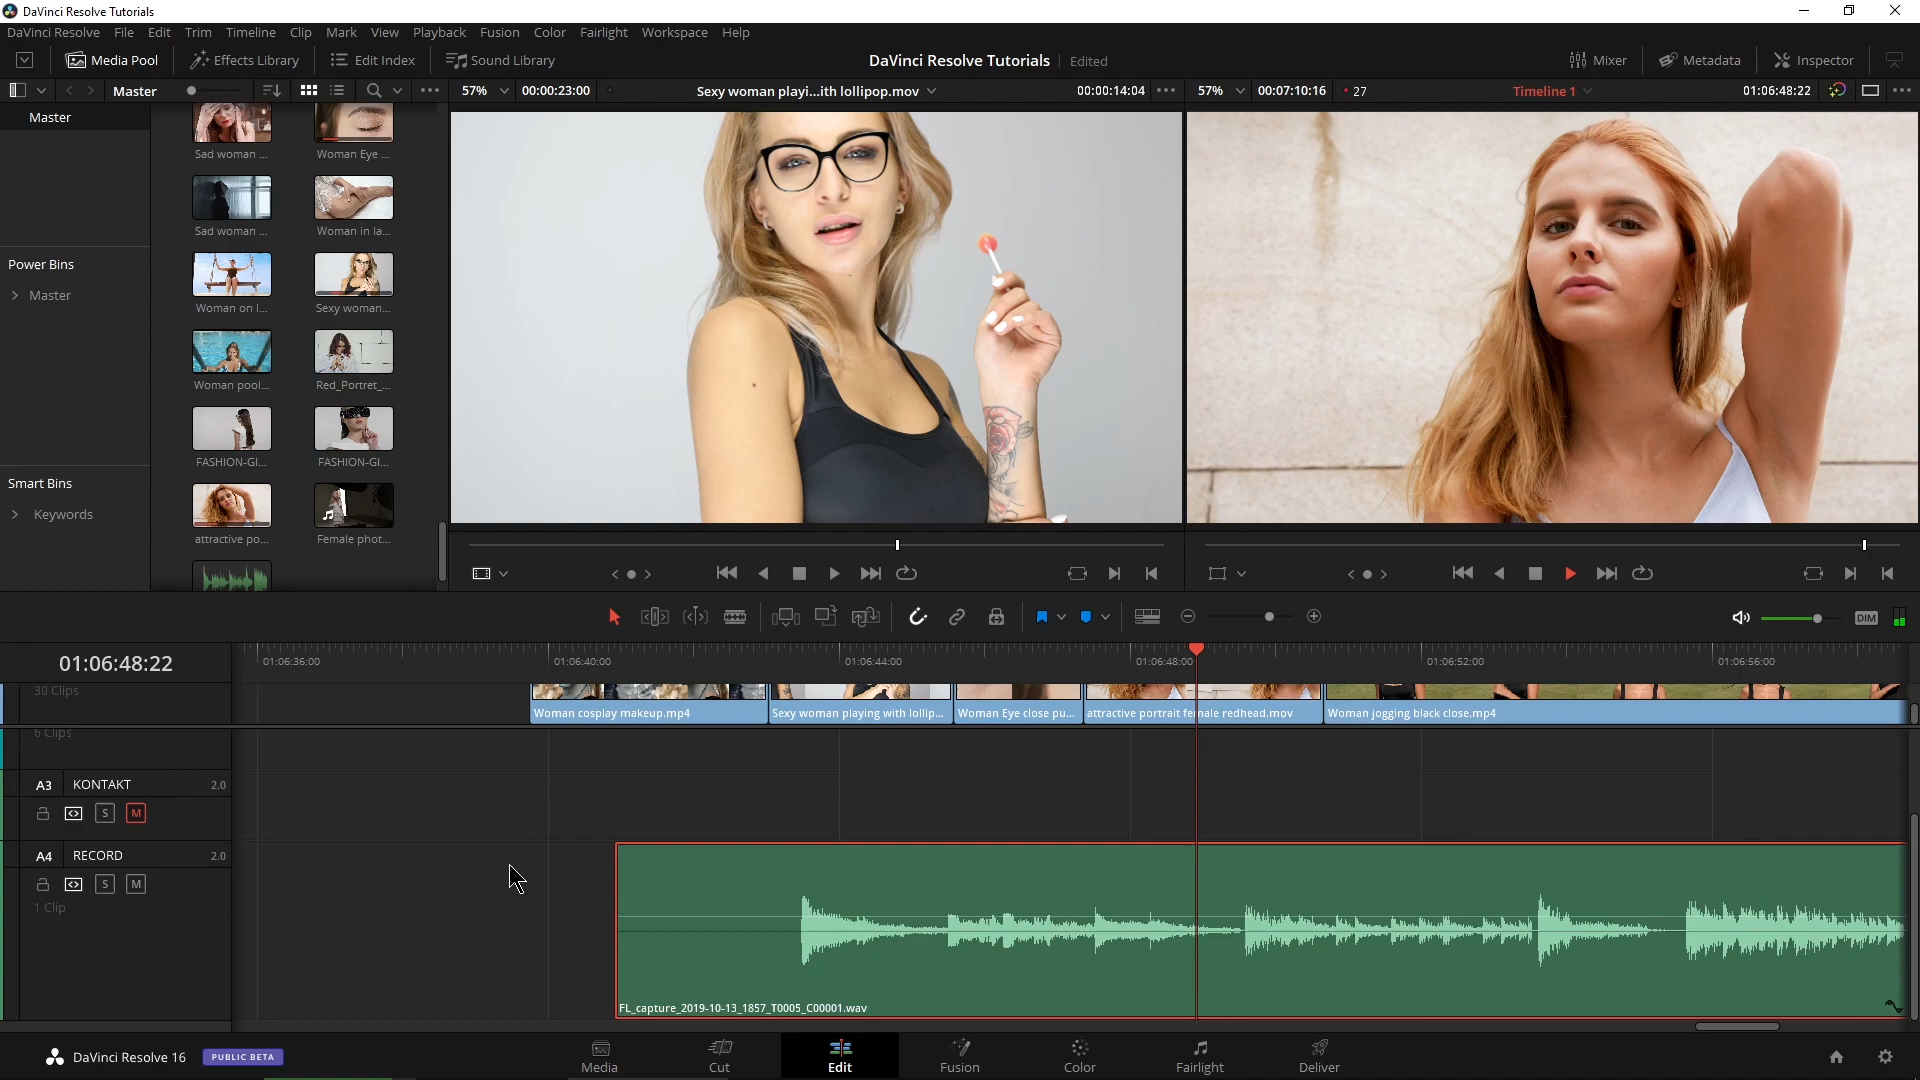 DaVinci Resolve Tutorials
DaVinci Resolve File Edit Trim Timeline Clip Mark View Playback Fusion Color Fairlight Workspace Help
Media Pool Effects Library Edit Index Sound Library DaVinci Resolve Tutorials Edited Mixer Metadata Inspector
Master 57% 00:00:23:00 Sexy woman playi...ith lollipop.mov 00:00:14:04 57% 00:07:10:16 27 Timeline 1 01:06:48:22
Master
Sad woman ... Woman Eye ...
Sad woman ... Woman in la...
Power Bins
Master
Woman on l... Sexy woman...
Woman pool... Red_Portret_...
FASHION-GI... FASHION-GI...
Smart Bins
Keywords
attractive po... Female phot...
DIM
01:06:48:22
01:06:36:00 01:06:40:00 01:06:44:00 01:06:48:00 01:06:52:00 01:06:56:00
30 Clips
Woman cosplay makeup.mp4 Sexy woman playing with lollip... Woman Eye close pu... attractive portrait female redhead.mov Woman jogging black close.mp4
6 Clips
A3 KONTAKT 2.0
S M
A4 RECORD 2.0
S M
1 Clip
FL_capture_2019-10-13_1857_T0005_C00001.wav
DaVinci Resolve 16 PUBLIC BETA
Media Cut Edit Fusion Color Fairlight Deliver